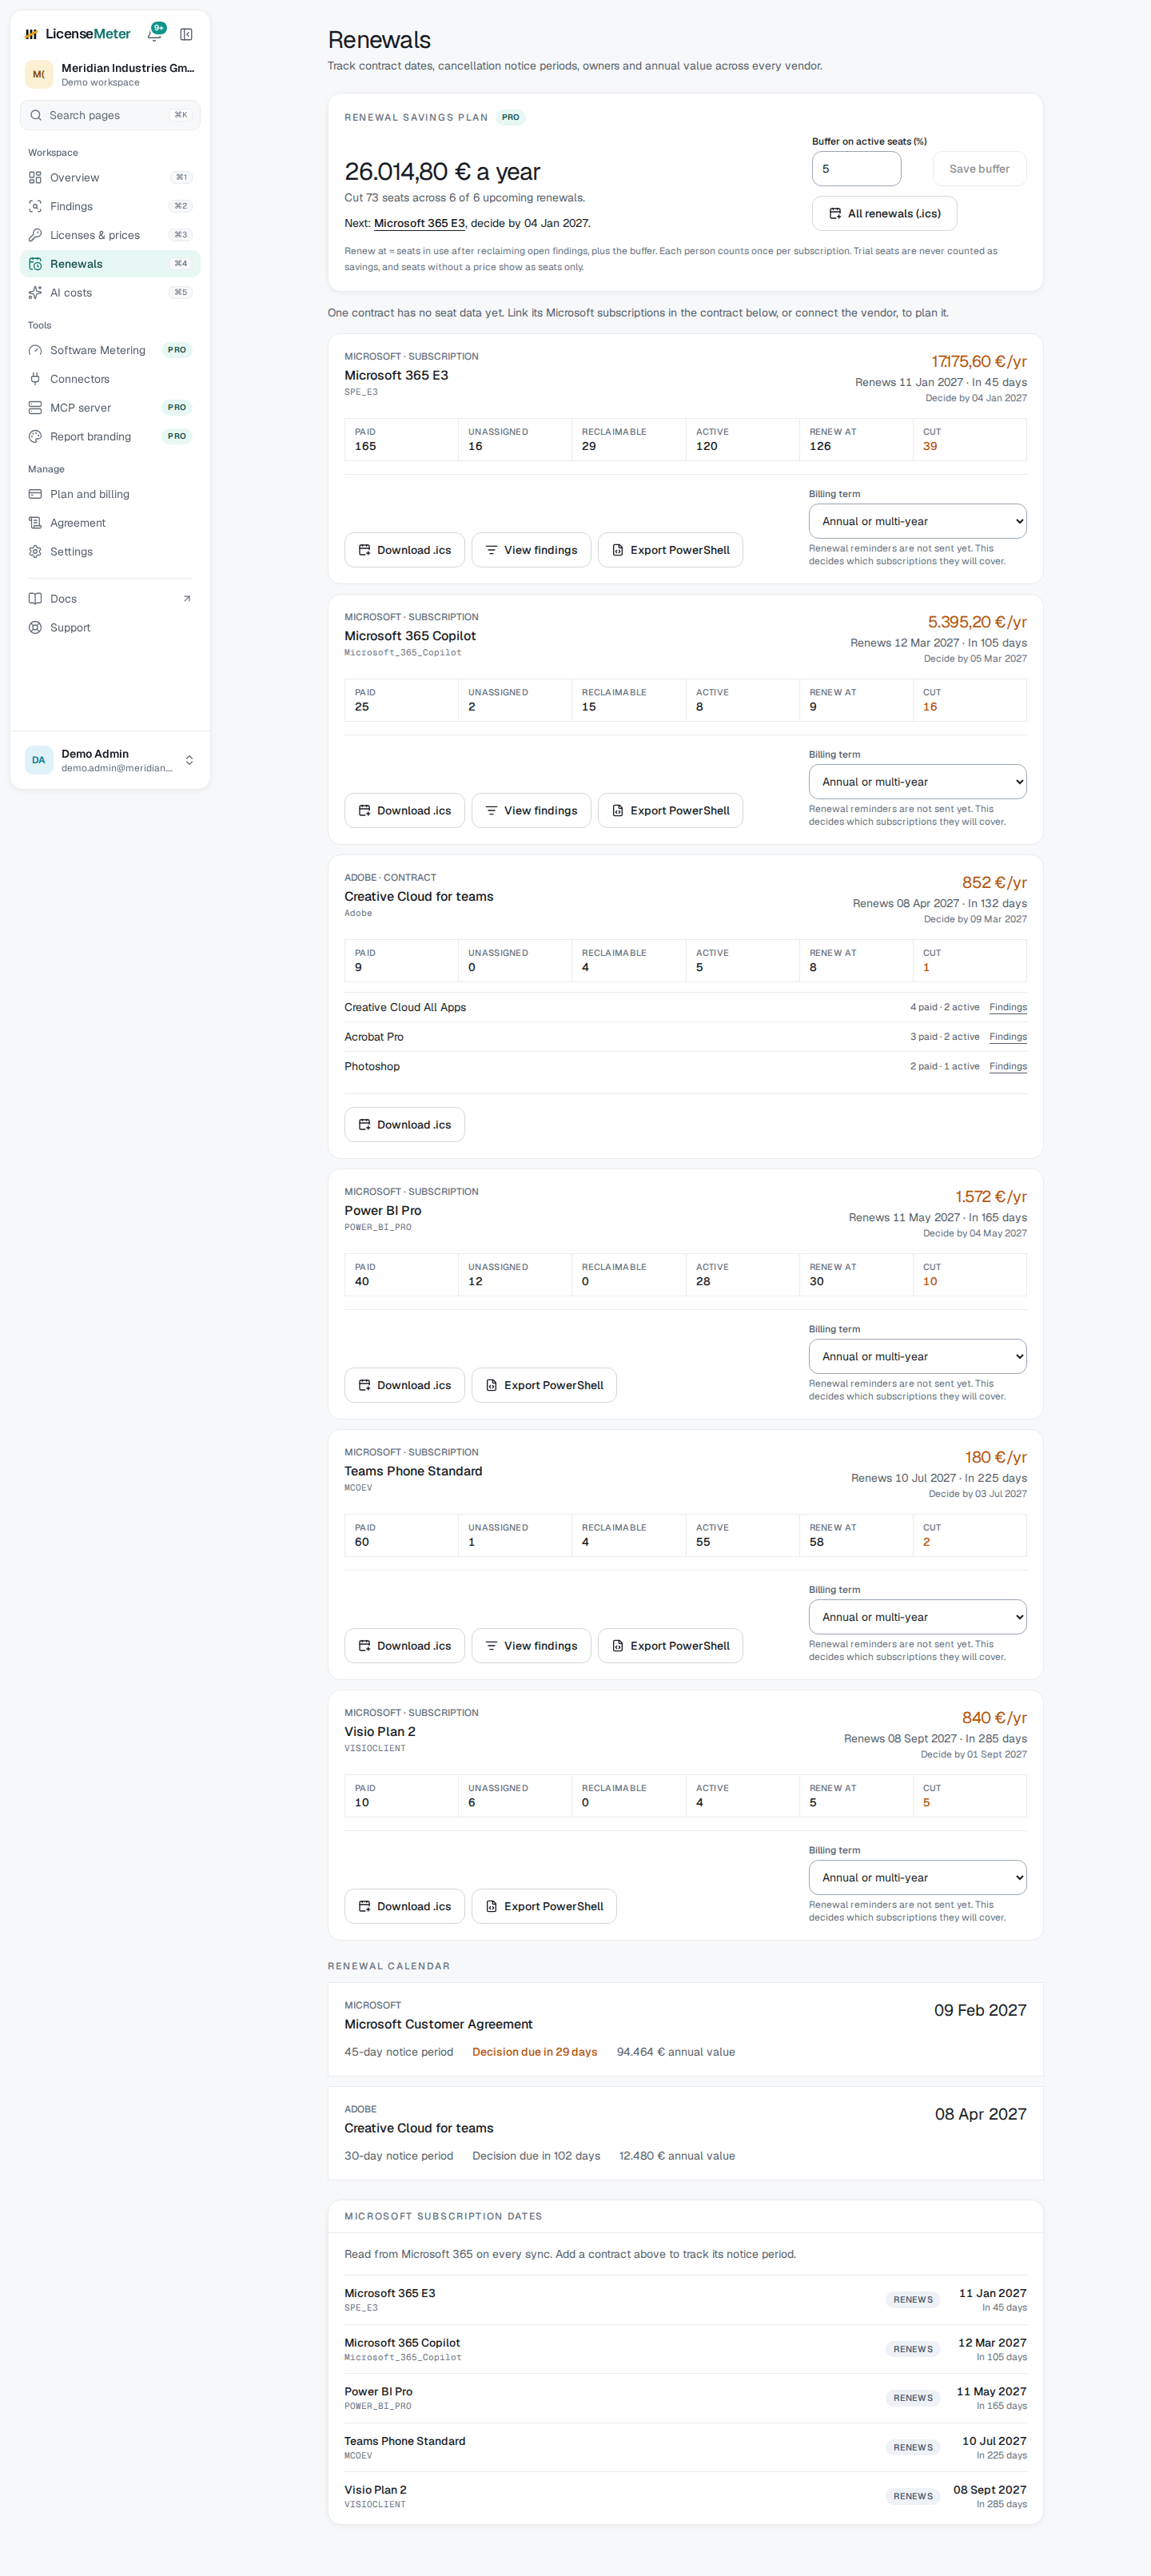 LicenseMeter
9+
M(
Meridian Industries Gm...
Demo workspace
Search pages ⌘K
Workspace
Overview ⌘1
Findings ⌘2
Licenses & prices ⌘3
Renewals ⌘4
AI costs ⌘5
Tools
Software Metering PRO
Connectors
MCP server PRO
Report branding PRO
Manage
Plan and billing
Agreement
Settings
Docs
Support
DA
Demo Admin
demo.admin@meridian...
Renewals
Track contract dates, cancellation notice periods, owners and annual value across every vendor.
RENEWAL SAVINGS PLAN PRO
26.014,80 € a year
Cut 73 seats across 6 of 6 upcoming renewals.
Next: Microsoft 365 E3, decide by 04 Jan 2027.
Buffer on active seats (%)
5
Save buffer
All renewals (.ics)
Renew at = seats in use after reclaiming open findings, plus the buffer. Each person counts once per subscription. Trial seats are never counted as
savings, and seats without a price show as seats only.
One contract has no seat data yet. Link its Microsoft subscriptions in the contract below, or connect the vendor, to plan it.
MICROSOFT · SUBSCRIPTION
Microsoft 365 E3
SPE_E3
17.175,60 €/yr
Renews 11 Jan 2027 · In 45 days
Decide by 04 Jan 2027
PAID UNASSIGNED RECLAIMABLE ACTIVE RENEW AT CUT
165 16 29 120 126 39
Billing term
Annual or multi-year
Renewal reminders are not sent yet. This
decides which subscriptions they will cover.
Download .ics View findings Export PowerShell
MICROSOFT · SUBSCRIPTION
Microsoft 365 Copilot
Microsoft_365_Copilot
5.395,20 €/yr
Renews 12 Mar 2027 · In 105 days
Decide by 05 Mar 2027
PAID UNASSIGNED RECLAIMABLE ACTIVE RENEW AT CUT
25 2 15 8 9 16
Billing term
Annual or multi-year
Renewal reminders are not sent yet. This
decides which subscriptions they will cover.
Download .ics View findings Export PowerShell
ADOBE · CONTRACT
Creative Cloud for teams
Adobe
852 €/yr
Renews 08 Apr 2027 · In 132 days
Decide by 09 Mar 2027
PAID UNASSIGNED RECLAIMABLE ACTIVE RENEW AT CUT
9 0 4 5 8 1
Creative Cloud All Apps 4 paid · 2 active Findings
Acrobat Pro 3 paid · 2 active Findings
Photoshop 2 paid · 1 active Findings
Download .ics
MICROSOFT · SUBSCRIPTION
Power BI Pro
POWER_BI_PRO
1.572 €/yr
Renews 11 May 2027 · In 165 days
Decide by 04 May 2027
PAID UNASSIGNED RECLAIMABLE ACTIVE RENEW AT CUT
40 12 0 28 30 10
Billing term
Annual or multi-year
Renewal reminders are not sent yet. This
decides which subscriptions they will cover.
Download .ics Export PowerShell
MICROSOFT · SUBSCRIPTION
Teams Phone Standard
MCOEV
180 €/yr
Renews 10 Jul 2027 · In 225 days
Decide by 03 Jul 2027
PAID UNASSIGNED RECLAIMABLE ACTIVE RENEW AT CUT
60 1 4 55 58 2
Billing term
Annual or multi-year
Renewal reminders are not sent yet. This
decides which subscriptions they will cover.
Download .ics View findings Export PowerShell
MICROSOFT · SUBSCRIPTION
Visio Plan 2
VISIOCLIENT
840 €/yr
Renews 08 Sept 2027 · In 285 days
Decide by 01 Sept 2027
PAID UNASSIGNED RECLAIMABLE ACTIVE RENEW AT CUT
10 6 0 4 5 5
Billing term
Annual or multi-year
Renewal reminders are not sent yet. This
decides which subscriptions they will cover.
Download .ics Export PowerShell
RENEWAL CALENDAR
MICROSOFT
Microsoft Customer Agreement
09 Feb 2027
45-day notice period Decision due in 29 days 94.464 € annual value
ADOBE
Creative Cloud for teams
08 Apr 2027
30-day notice period Decision due in 102 days 12.480 € annual value
MICROSOFT SUBSCRIPTION DATES
Read from Microsoft 365 on every sync. Add a contract above to track its notice period.
Microsoft 365 E3 RENEWS 11 Jan 2027
SPE_E3 In 45 days
Microsoft 365 Copilot RENEWS 12 Mar 2027
Microsoft_365_Copilot In 105 days
Power BI Pro RENEWS 11 May 2027
POWER_BI_PRO In 165 days
Teams Phone Standard RENEWS 10 Jul 2027
MCOEV In 225 days
Visio Plan 2 RENEWS 08 Sept 2027
VISIOCLIENT In 285 days